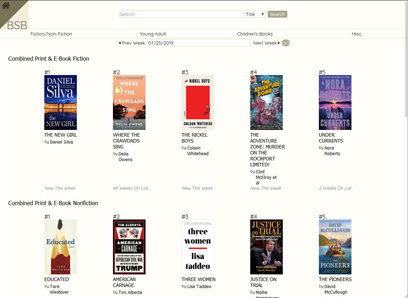 BSB
Search... Title Search
Fiction/Non-Fiction Young Adult Children's Books Misc.
Prev Week 07/25/2019 Next Week GO
Combined Print & E-Book Fiction
#1 #2 #3 #4 #5
DANIEL Silva the NEW GIRL
WHERE THE CRAWDADS SING DELIA OWENS
THE NICKEL BOYS COLSON WHITEHEAD
THE ADVENTURE ZONE
NORA ROBERTS UNDER CURRENTS
THE NEW GIRL
By Daniel Silva
WHERE THE CRAWDADS SING
By Delia Owens
THE NICKEL BOYS
By Colson Whitehead
THE ADVENTURE ZONE: MURDER ON THE ROCKPORT LIMITED!
By Clint McElroy et al
UNDER CURRENTS
By Nora Roberts
New This Week
45 Weeks On List..
New This Week
New This Week
2 Weeks On List..
Combined Print & E-Book Nonfiction
#1 #2 #3 #4 #5
Educated
TIM ALBERTA AMERICAN CARNAGE TRUMP
three women lisa taddeo
JUSTICE ON TRIAL
DAVID McCULLOUGH THE PIONEERS
EDUCATED
By Tara Westover
AMERICAN CARNAGE
By Tim Alberta
THREE WOMEN
By Lisa Taddeo
JUSTICE ON TRIAL
By Mollie
THE PIONEERS
By David McCullough